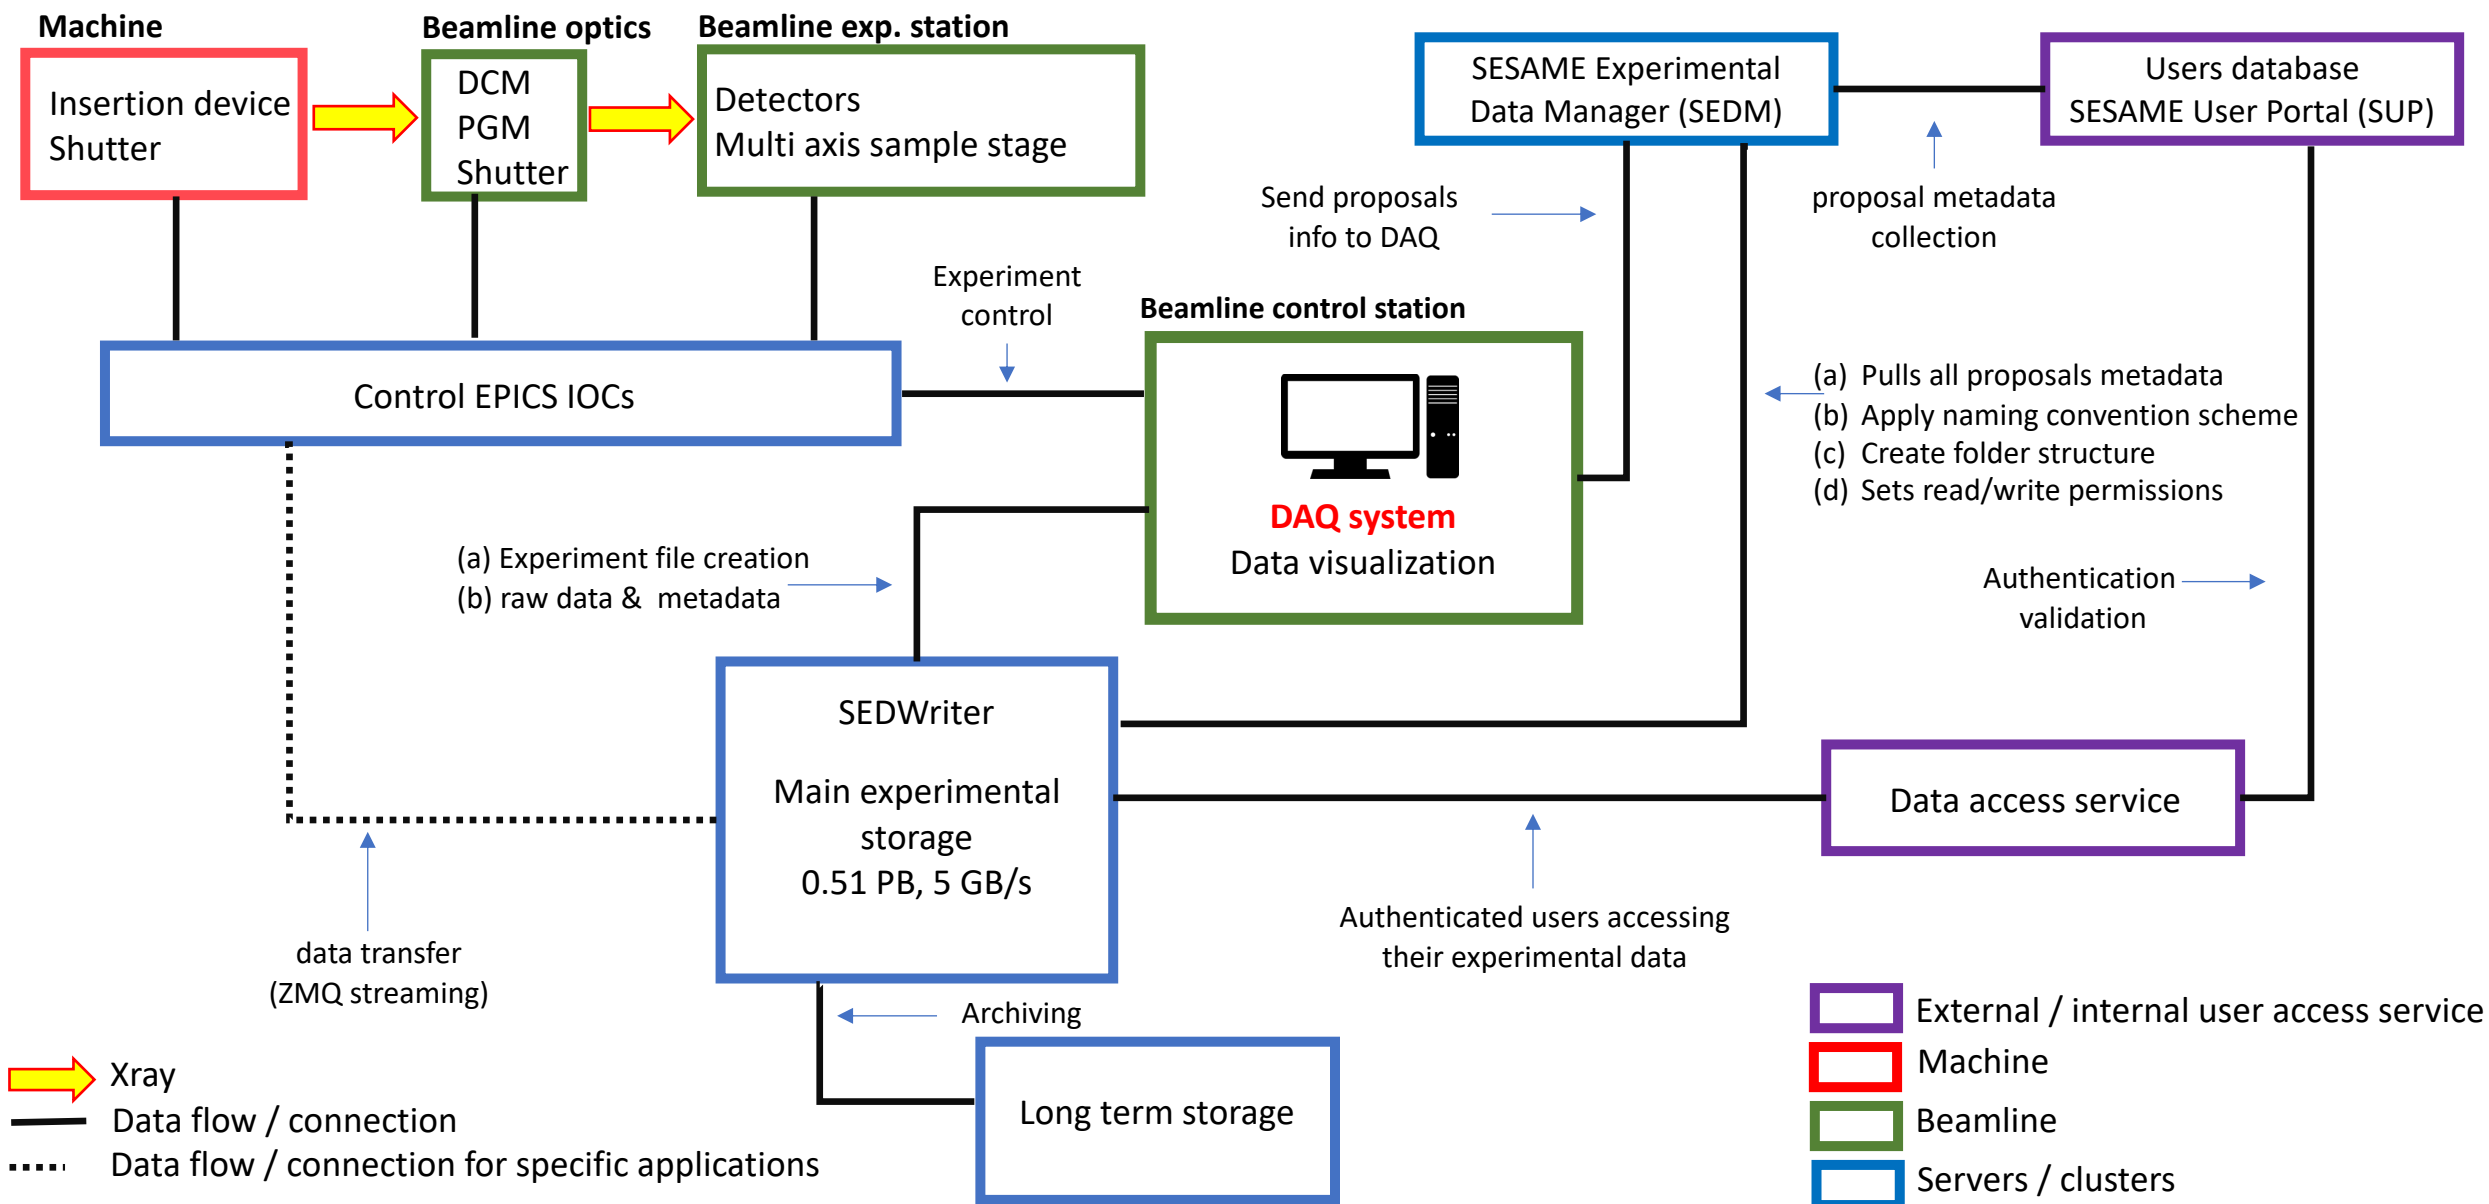 Machine
Insertion device
Shutter
Beamline optics
DCM
PGM
Shutter
Beamline exp. station
Detectors
Multi axis sample stage
SESAME Experimental
Data Manager (SEDM)
Users database
SESAME User Portal (SUP)
Send proposals
info to DAQ
proposal metadata
collection
Experiment
control
Beamline control station
Control EPICS IOCs
DAQ system
Data visualization
(a) Pulls all proposals metadata
(b) Apply naming convention scheme
(c) Create folder structure
(d) Sets read/write permissions
(a) Experiment file creation
(b) raw data & metadata
Authentication
validation
SEDWriter
Main experimental
storage
0.51 PB, 5 GB/s
Data access service
data transfer
(ZMQ streaming)
Authenticated users accessing
their experimental data
Archiving
Long term storage
Xray
Data flow / connection
Data flow / connection for specific applications
External / internal user access service
Machine
Beamline
Servers / clusters